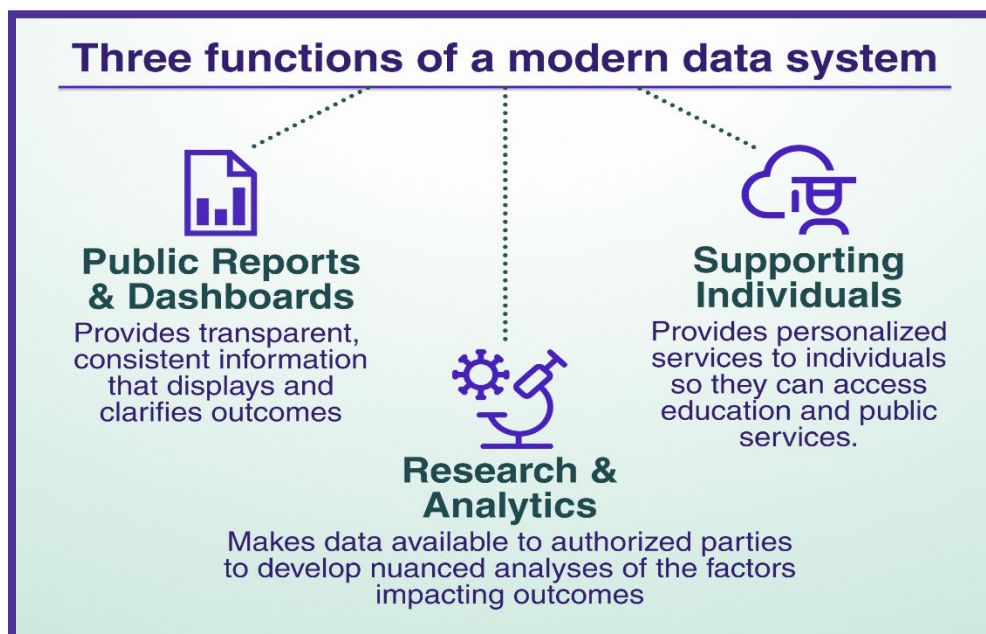 Three functions of a modern data system
Public Reports
& Dashboards
Provides transparent,
consistent information
that displays and
clarifies outcomes
Research &
Analytics
Makes data available to authorized parties
to develop nuanced analyses of the factors
impacting outcomes
Supporting
Individuals
Provides personalized
services to individuals
so they can access
education and public
services.